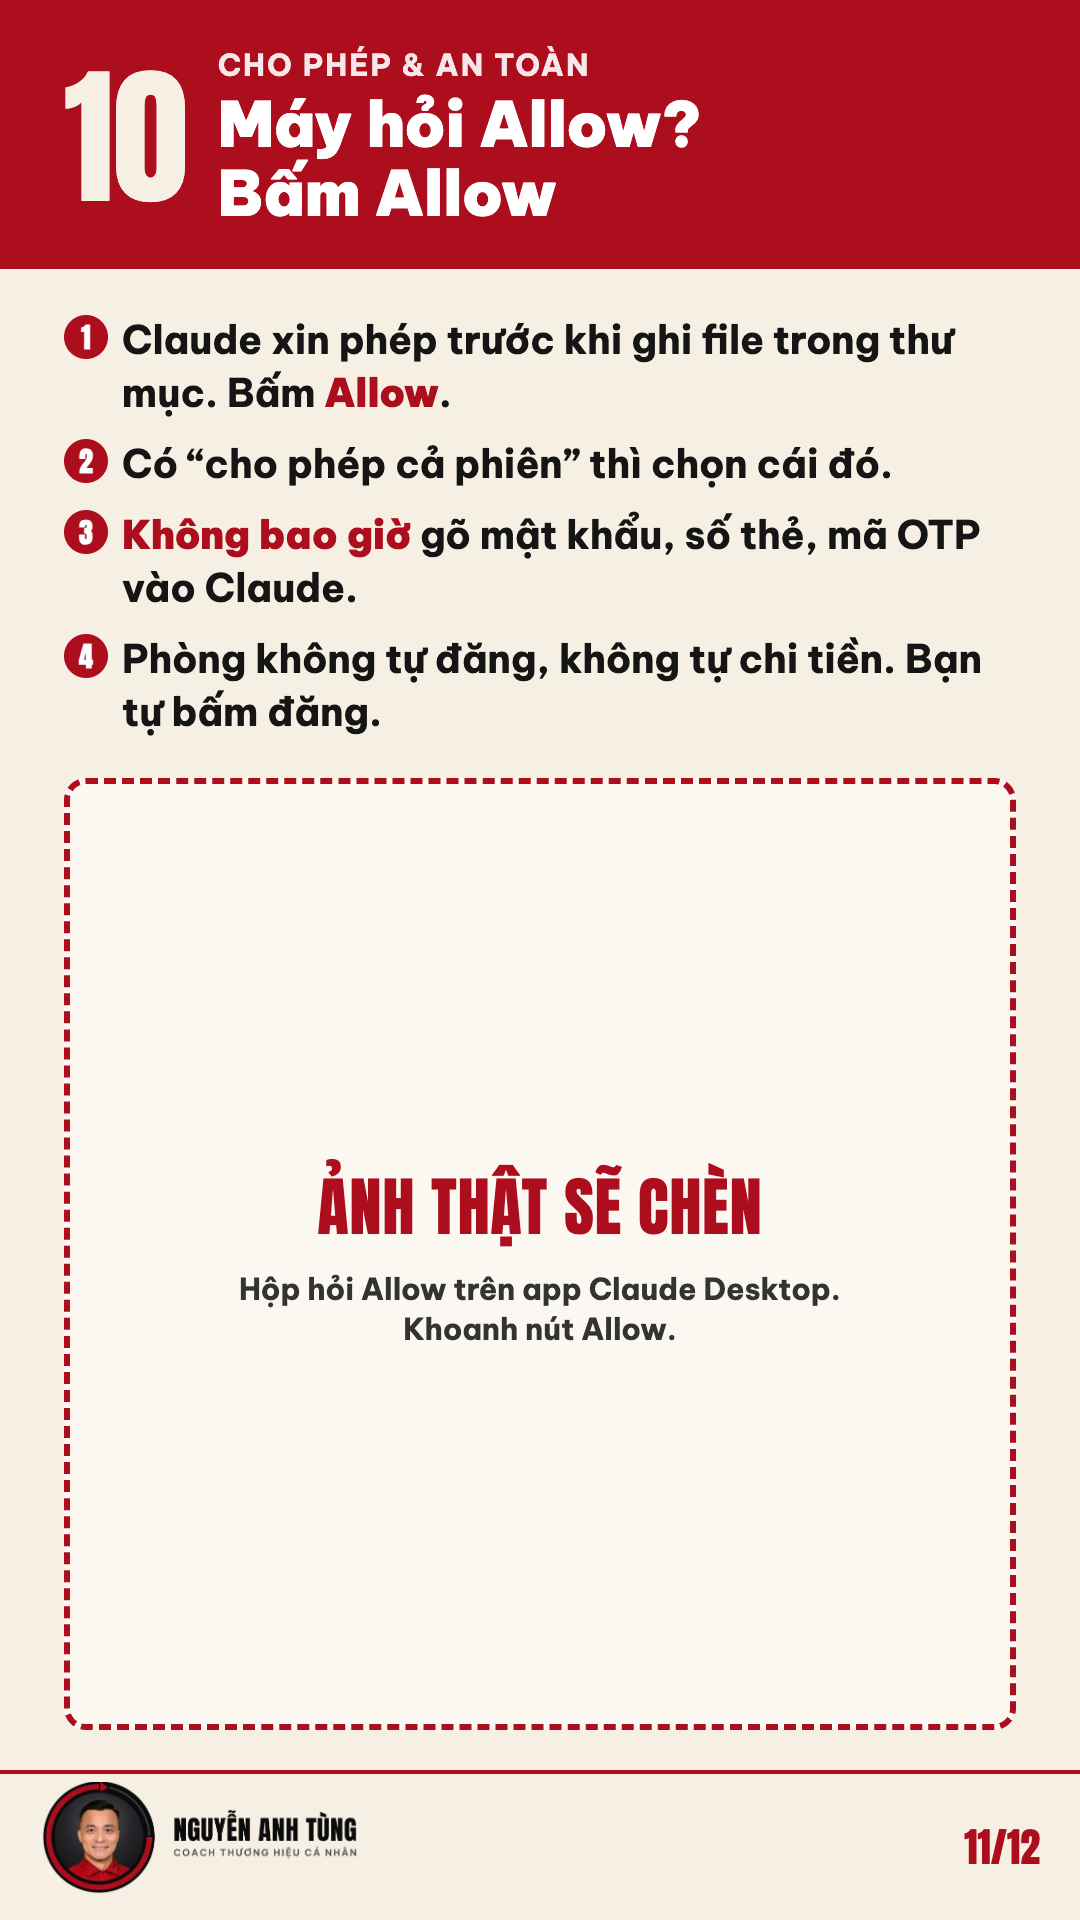 10
CHO PHÉP & AN TOÀN
Máy hỏi Allow?
Bấm Allow
1 Claude xin phép trước khi ghi file trong thư
mục. Bấm Allow.
2 Có “cho phép cả phiên” thì chọn cái đó.
3 Không bao giờ gõ mật khẩu, số thẻ, mã OTP
vào Claude.
4 Phòng không tự đăng, không tự chi tiền. Bạn
tự bấm đăng.
ẢNH THẬT SẼ CHÈN
Hộp hỏi Allow trên app Claude Desktop.
Khoanh nút Allow.
NGUYỄN ANH TÙNG
COACH THƯƠNG HIỆU CÁ NHÂN
11/12